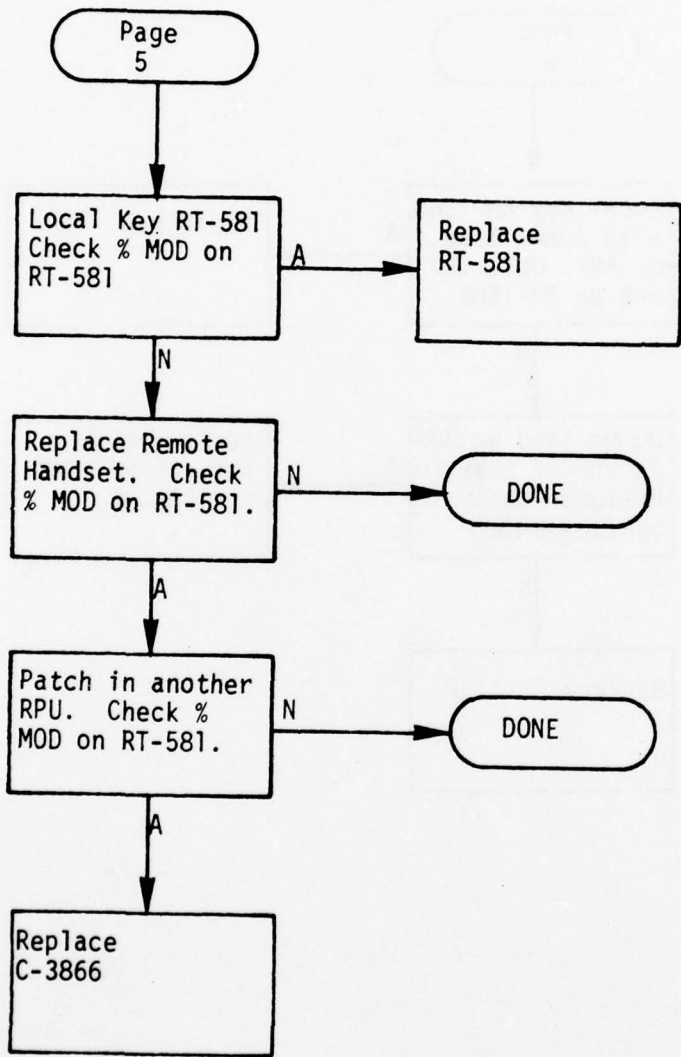 Page
5
Local Key RT-581
Check % MOD on
RT-581
A
Replace
RT-581
N
Replace Remote
Handset. Check
% MOD on RT-581.
N
DONE
A
Patch in another
RPU. Check %
MOD on RT-581.
N
DONE
A
Replace
C-3866